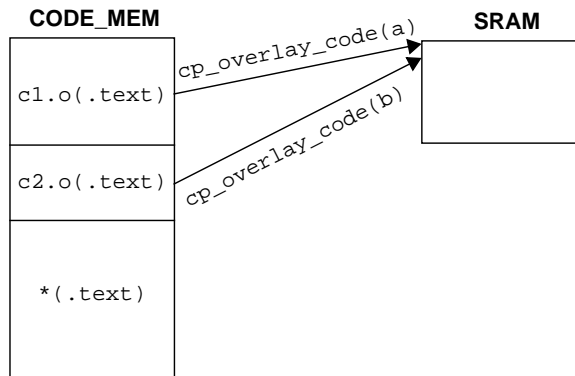 CODE_MEM
SRAM
cp_overlay_code(a)
c1.o(.text)
cp_overlay_code(b)
c2.o(.text)
*(.text)